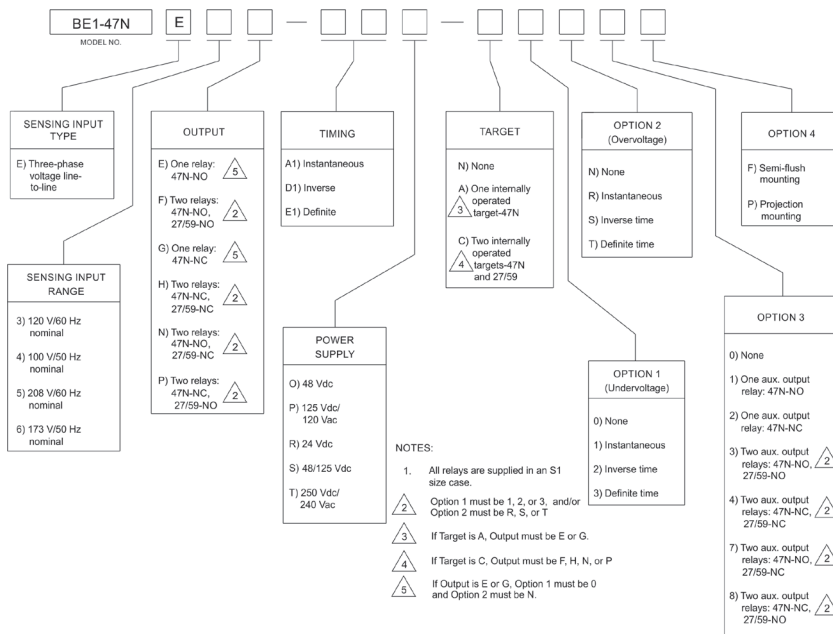 BE1-47N
E
MODEL NO.
SENSING INPUT
TYPE
E) Three-phase
voltage line-
to-line
SENSING INPUT
RANGE
3) 120 V/60 Hz
nominal
4) 100 V/50 Hz
nominal
5) 208 V/60 Hz
nominal
6) 173 V/50 Hz
nominal
OUTPUT
E) One relay:
47N-NO
5
F) Two relays:
47N-NO,
27/59-NO
2
G) One relay:
47N-NC
5
H) Two relays:
47N-NC,
27/59-NC
2
N) Two relays:
47N-NO,
27/59-NC
2
P) Two relays:
47N-NC,
27/59-NO
2
TIMING
A1) Instantaneous
D1) Inverse
E1) Definite
POWER
SUPPLY
O) 48 Vdc
P) 125 Vdc/
120 Vac
R) 24 Vdc
S) 48/125 Vdc
T) 250 Vdc/
240 Vac
TARGET
N) None
A) One internally
operated
target-47N
3
C) Two internally
operated
targets-47N
and 27/59
4
OPTION 1
(Undervoltage)
0) None
1) Instantaneous
2) Inverse time
3) Definite time
OPTION 2
(Overvoltage)
N) None
R) Instantaneous
S) Inverse time
T) Definite time
OPTION 3
0) None
1) One aux. output
relay: 47N-NO
2) One aux. output
relay: 47N-NC
3) Two aux. output
relays: 47N-NO,
27/59-NO
2
4) Two aux. output
relays: 47N-NC,
27/59-NC
2
7) Two aux. output
relays: 47N-NO,
27/59-NC
2
8) Two aux. output
relays: 47N-NC,
27/59-NO
2
OPTION 4
F) Semi-flush
mounting
P) Projection
mounting
NOTES:
1. All relays are supplied in an S1
size case.
2 Option 1 must be 1, 2, or 3, and/or
Option 2 must be R, S, or T
3 If Target is A, Output must be E or G.
4 If Target is C, Output must be F, H, N, or P
5 If Output is E or G, Option 1 must be 0
and Option 2 must be N.